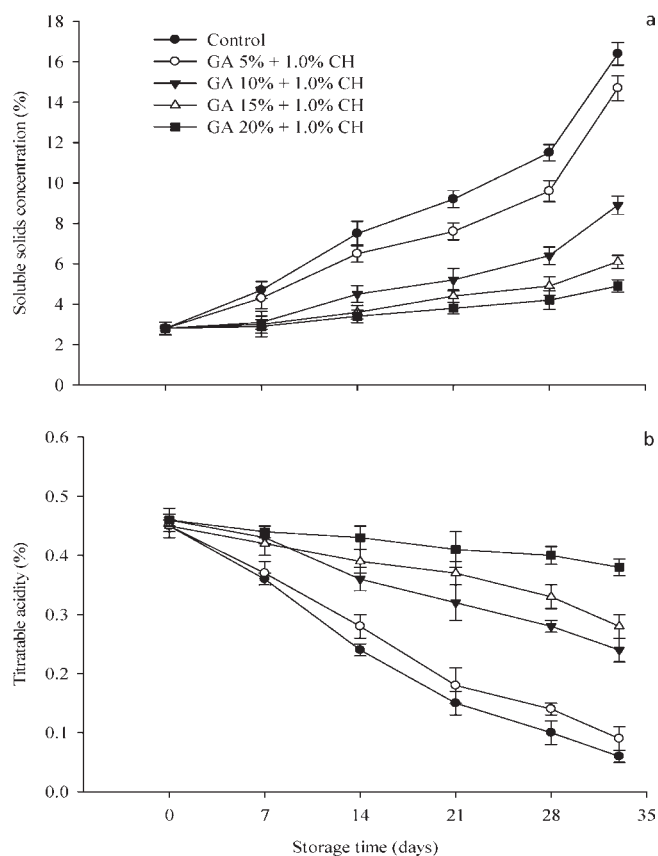 a
18
16
14
12
10
8
6
4
2
0
Soluble solids concentration (%)
Control
GA 5% + 1.0% CH
GA 10% + 1.0% CH
GA 15% + 1.0% CH
GA 20% + 1.0% CH
b
0.6
0.5
0.4
0.3
0.2
0.1
0.0
Titratable acidity (%)
0 7 14 21 28 35
Storage time (days)